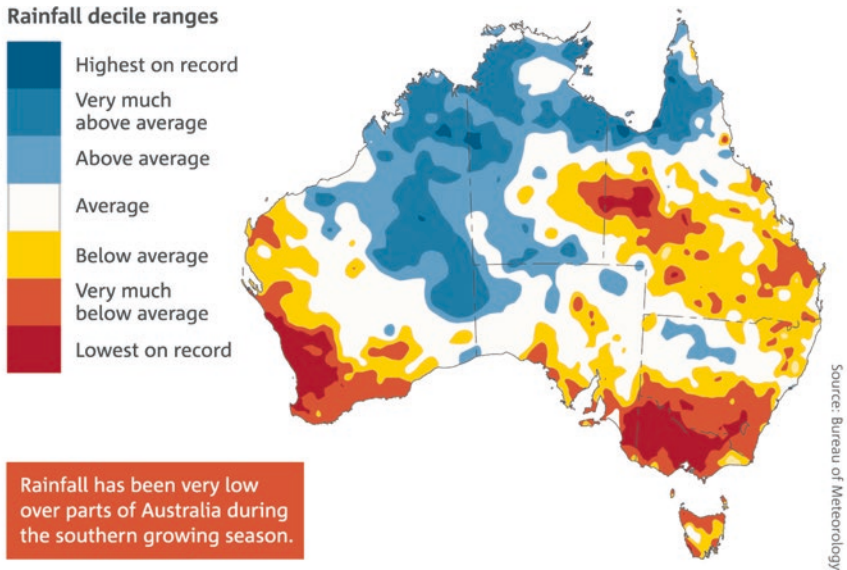 Rainfall decile ranges
Highest on record
Very much
above average
Above average
Average
Below average
Very much
below average
Lowest on record
Rainfall has been very low
over parts of Australia during
the southern growing season.
Source: Bureau of Meteorology